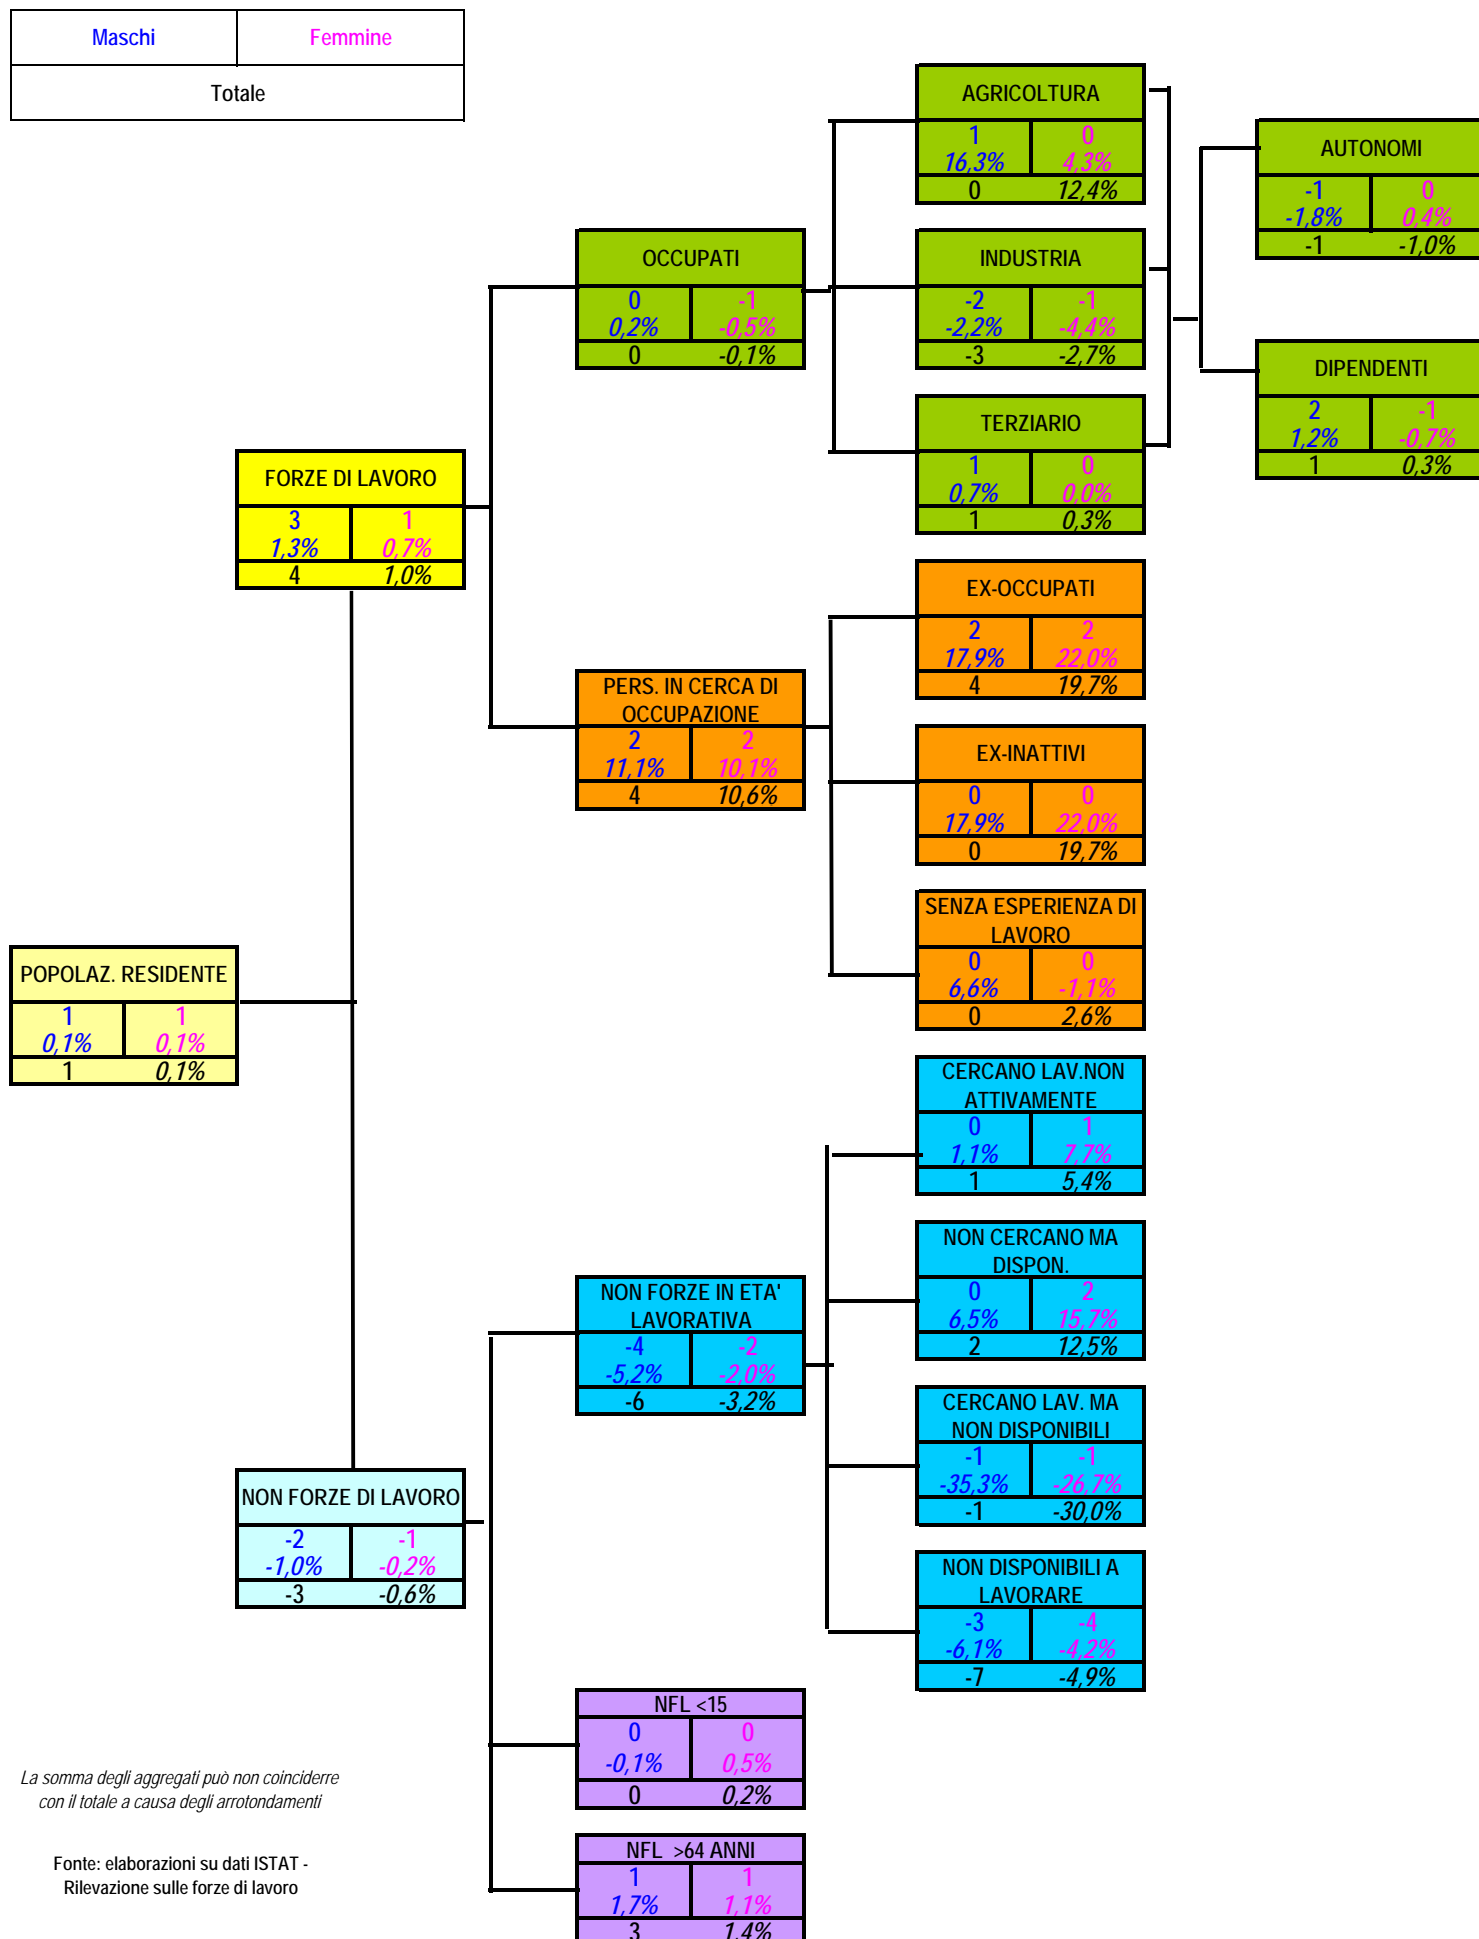 Maschi Femmine
Totale
AGRICOLTURA
1 0
16,3% 4,3%
0 12,4%
AUTONOMI
-1 0
-1,8% 0,4%
-1 -1,0%
OCCUPATI
0 -1
0,2% -0,5%
0 -0,1%
INDUSTRIA
-2 -1
-2,2% -4,4%
-3 -2,7%
DIPENDENTI
2 -1
1,2% -0,7%
1 0,3%
TERZIARIO
1 0
0,7% 0,0%
1 0,3%
FORZE DI LAVORO
3 1
1,3% 0,7%
4 1,0%
EX-OCCUPATI
2 2
17,9% 22,0%
4 19,7%
PERS. IN CERCA DI
OCCUPAZIONE
2 2
11,1% 10,1%
4 10,6%
EX-INATTIVI
0 0
17,9% 22,0%
0 19,7%
SENZA ESPERIENZA DI
LAVORO
0 0
6,6% -1,1%
0 2,6%
POPOLAZ. RESIDENTE
1 1
0,1% 0,1%
1 0,1%
CERCANO LAV.NON
ATTIVAMENTE
0 1
1,1% 7,7%
1 5,4%
NON CERCANO MA
DISPON.
0 2
6,5% 15,7%
2 12,5%
NON FORZE IN ETA'
LAVORATIVA
-4 -2
-5,2% -2,0%
-6 -3,2%
CERCANO LAV. MA
NON DISPONIBILI
-1 -1
-35,3% -26,7%
-1 -30,0%
NON FORZE DI LAVORO
-2 -1
-1,0% -0,2%
-3 -0,6%
NON DISPONIBILI A
LAVORARE
-3 -4
-6,1% -4,2%
-7 -4,9%
NFL <15
0 0
-0,1% 0,5%
0 0,2%
NFL >64 ANNI
1 1
1,7% 1,1%
3 1,4%
La somma degli aggregati può non coinciderre
con il totale a causa degli arrotondamenti
Fonte: elaborazioni su dati ISTAT -
Rilevazione sulle forze di lavoro